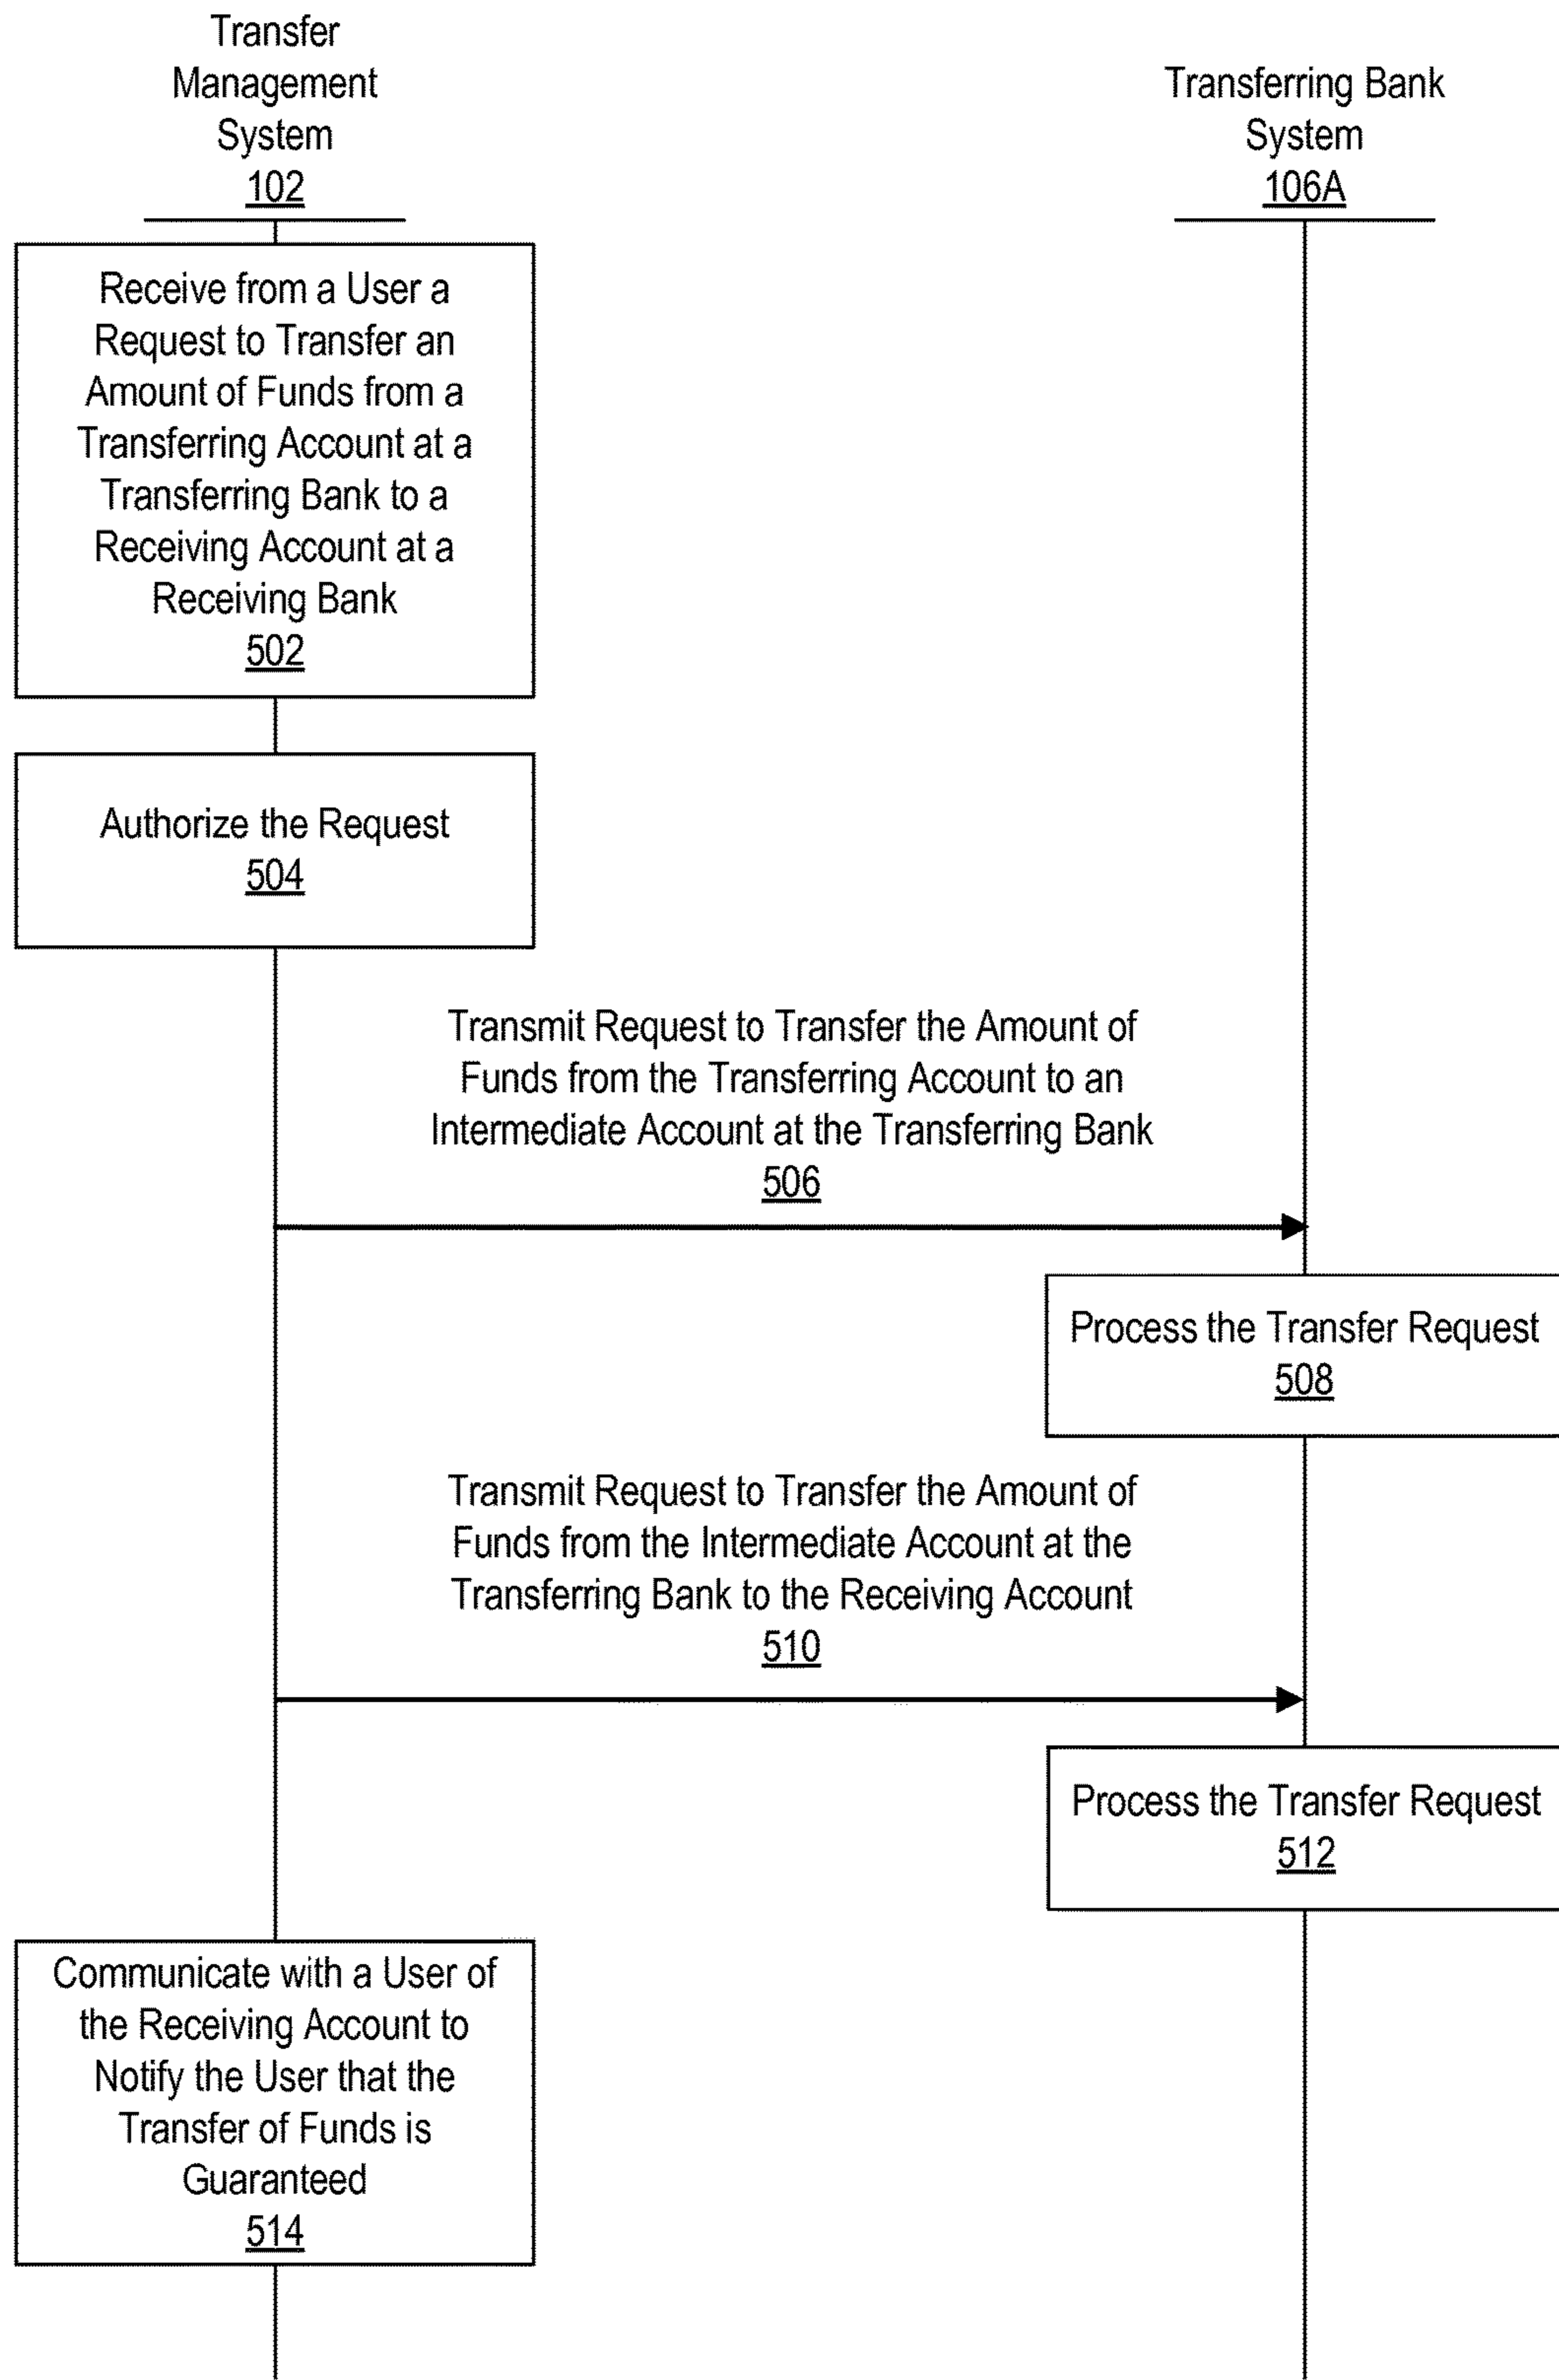 Transfer
Management
System
102
Transferring Bank
System
106A
Receive from a User a
Request to Transfer an
Amount of Funds from a
Transferring Account at a
Transferring Bank to a
Receiving Account at a
Receiving Bank
502
Authorize the Request
504
Transmit Request to Transfer the Amount of
Funds from the Transferring Account to an
Intermediate Account at the Transferring Bank
506
Process the Transfer Request
508
Transmit Request to Transfer the Amount of
Funds from the Intermediate Account at the
Transferring Bank to the Receiving Account
510
Process the Transfer Request
512
Communicate with a User of
the Receiving Account to
Notify the User that the
Transfer of Funds is
Guaranteed
514